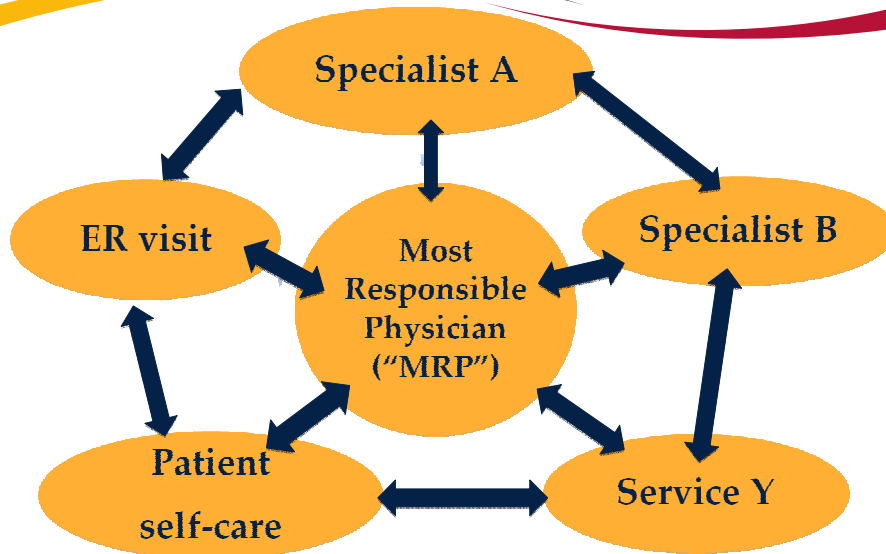 Specialist A
ER visit
Specialist B
Most
Responsible
Physician
(“MRP”)
Patient
self-care
Service Y